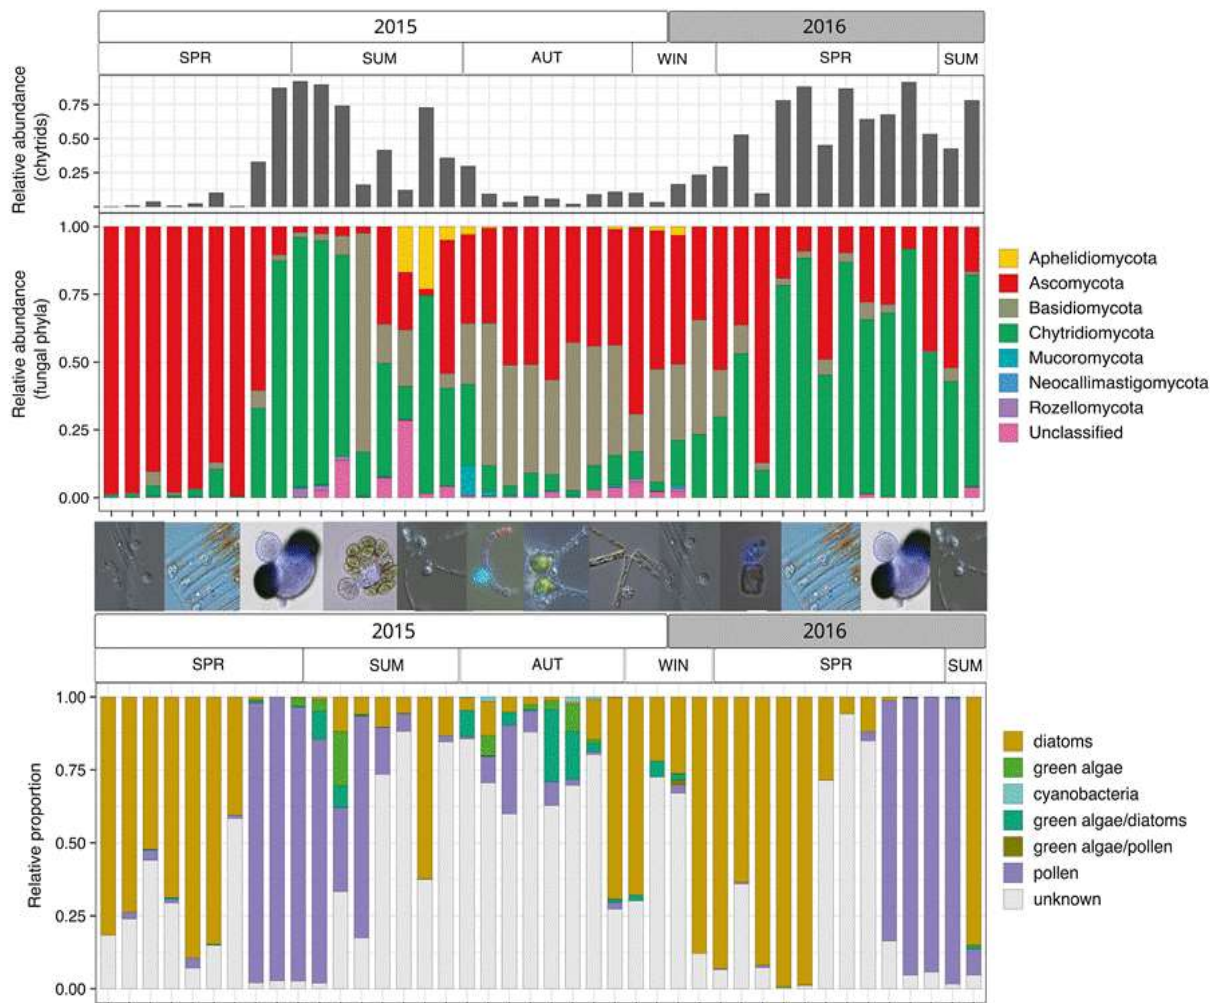 2015 2016
SPR SUM AUT WIN SPR SUM
Relative abundance
(chytrids)
0.75
0.50
0.25
Relative abundance
(fungal phyla)
1.00
0.75
0.50
0.25
0.00
Aphelidiomycota
Ascomycota
Basidiomycota
Chytridiomycota
Mucoromycota
Neocallimastigomycota
Rozellomycota
Unclassified
2015 2016
SPR SUM AUT WIN SPR SUM
Relative proportion
1.00
0.75
0.50
0.25
0.00
diatoms
green algae
cyanobacteria
green algae/diatoms
green algae/pollen
pollen
unknown